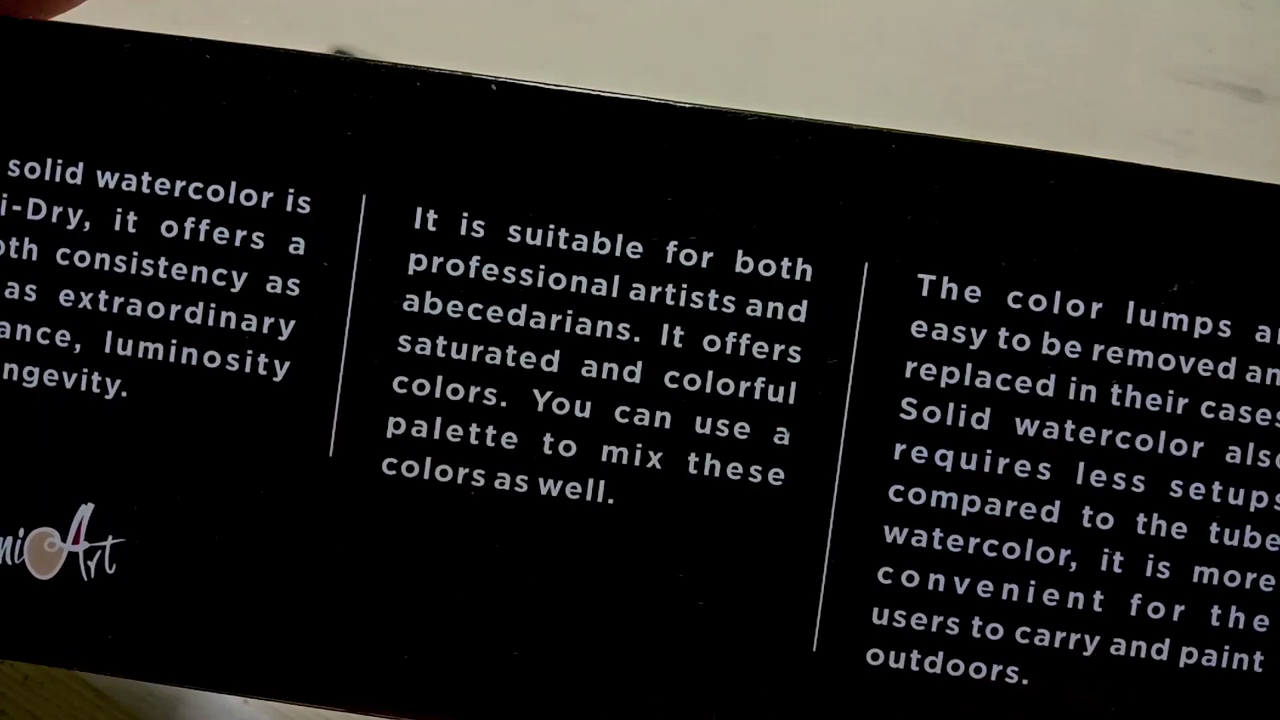 solid watercolor is
i-Dry, it offers a
oth consistency as
as extraordinary
ance, luminosity
ngevity.
ni Art
It is suitable for both
professional artists and
abecedarians. It offers
saturated and colorful
colors. You can use a
palette to mix these
colors as well.
The color lumps a
easy to be removed an
replaced in their cases
Solid watercolor als
requires less setups
compared to the tube
watercolor, it is more
convenient for the
users to carry and paint
outdoors.